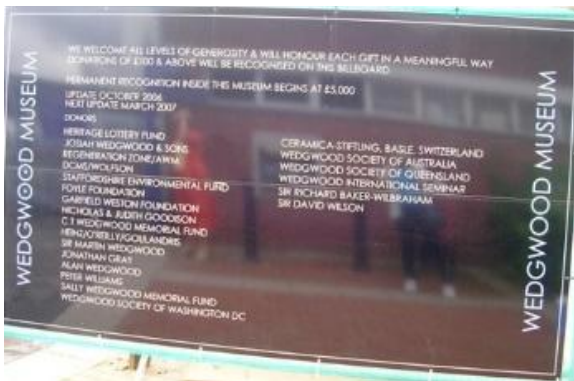 WEDGWOOD MUSEUM
WE WELCOME ALL LEVELS OF GENEROSITY & WILL HONOUR EACH GIFT IN A MEANINGFUL WAY
DONATIONS OF £100 & ABOVE WILL BE RECOGNISED ON THIS BILLBOARD
PERMANENT RECOGNITION INSIDE THIS MUSEUM BEGINS AT £5,000
UPDATE OCTOBER 2006
NEXT UPDATE MARCH 2007
DONORS
HERITAGE LOTTERY FUND
JOSIAH WEDGWOOD & SONS
REGENERATION ZONE/AWM
DCMS/WOLFSON
STAFFORDSHIRE ENVIRONMENTAL FUND
FOYLE FOUNDATION
GARFIELD WESTON FOUNDATION
NICHOLAS & JUDITH GOODISON
C T WEDGWOOD MEMORIAL FUND
HEINZ/O'REILLY/GOULANDRIS
SIR MARTIN WEDGWOOD
JONATHAN GRAY
ALAN WEDGWOOD
PETER WILLIAMS
SALLY WEDGWOOD MEMORIAL FUND
WEDGWOOD SOCIETY OF WASHINGTON DC
CERAMICA-STIFTLING, BASLE, SWITZERLAND
WEDGWOOD SOCIETY OF AUSTRALIA
WEDGWOOD SOCIETY OF QUEENSLAND
WEDGWOOD INTERNATIONAL SEMINAR
SIR RICHARD BAKER-WILBRAHAM
SIR DAVID WILSON
WEDGWOOD MUSEUM